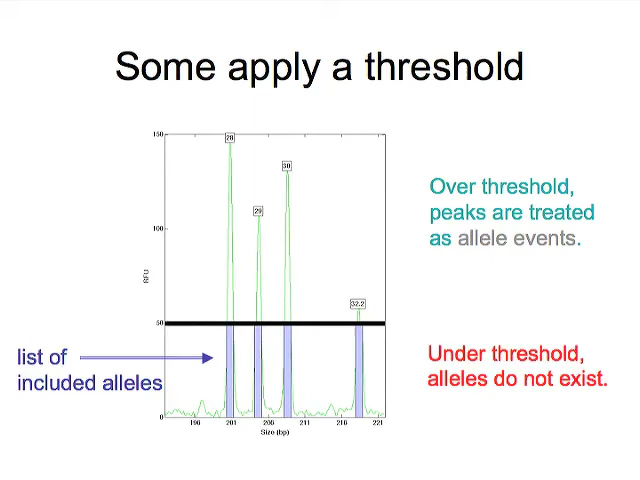 Some apply a threshold
150
100
50
0
RFU
28
29
30
32.2
190
201
206
211
216
221
Size (bp)
Over threshold,
peaks are treated
as allele events.
list of
included alleles
Under threshold,
alleles do not exist.